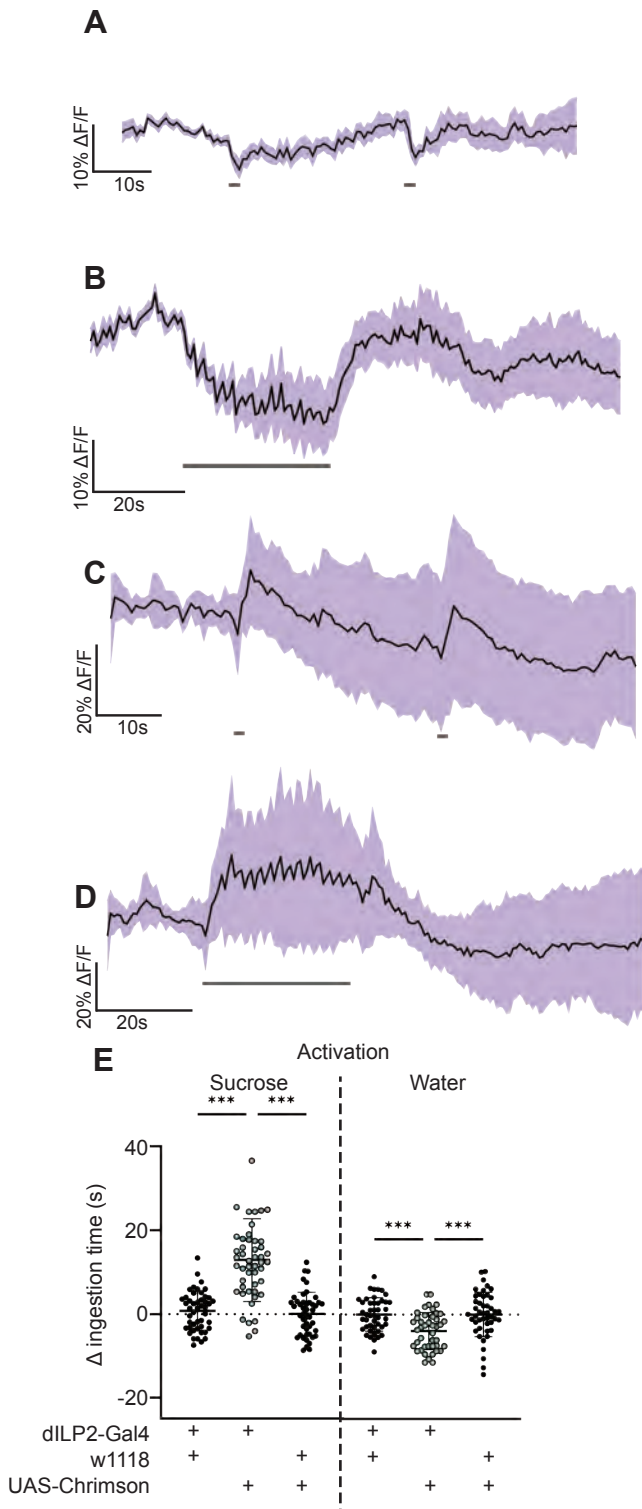 A
10% ΔF/F
10s
B
10% ΔF/F
20s
C
20% ΔF/F
10s
D
20% ΔF/F
20s
E
Activation
Sucrose Water
*** ***
*** ***
40
20
0
-20
Δ ingestion time (s)
dILP2-Gal4 + + + +
w1118 + + + +
UAS-Chrimson + + + +